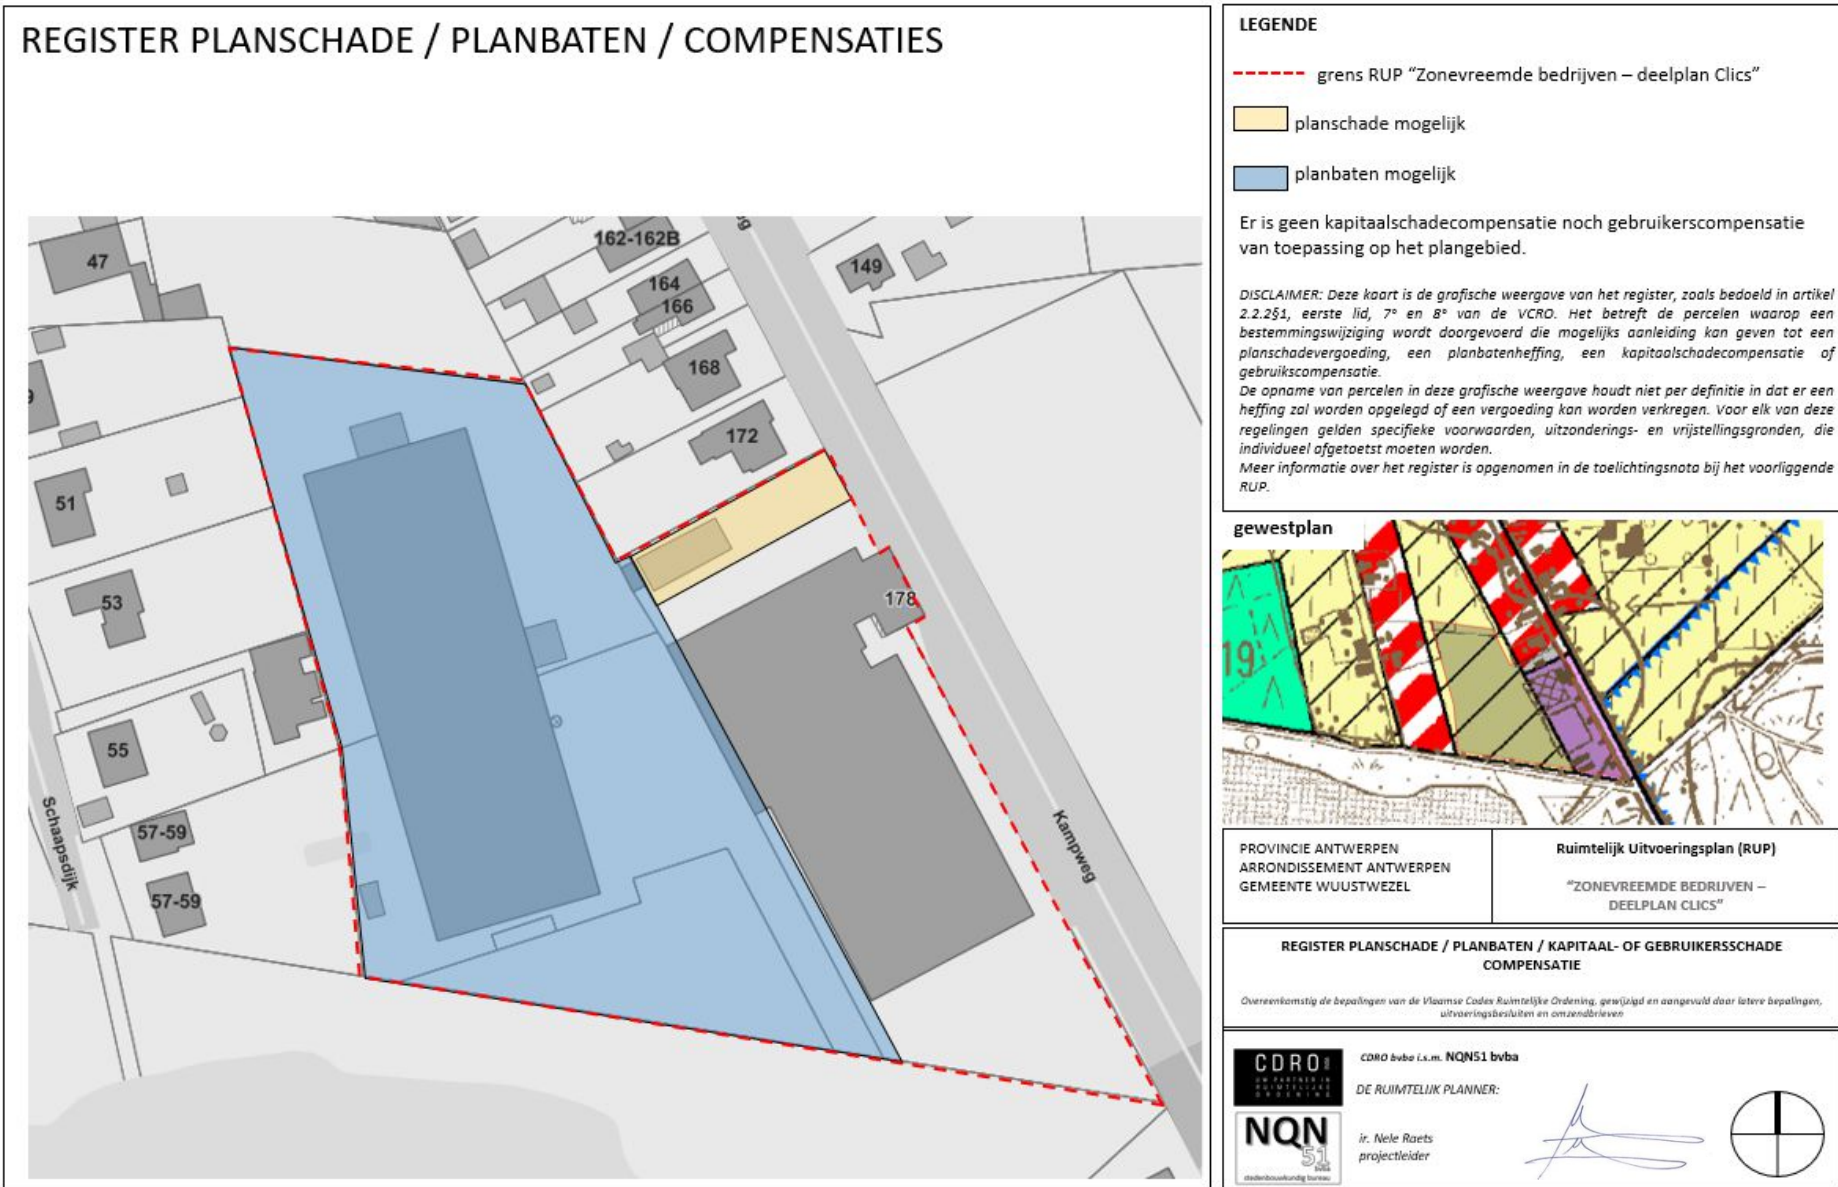 REGISTER PLANSCHADE / PLANBATEN / COMPENSATIES
47
162-162B
164
166
149
168
172
51
53
178
55
57-59
57-59
Schaapsdijk
Kampweg
LEGENDE
grens RUP “Zonevreemde bedrijven – deelplan Clics”
planschade mogelijk
planbaten mogelijk
Er is geen kapitaalschadecompensatie noch gebruikerscompensatie
van toepassing op het plangebied.
DISCLAIMER: Deze kaart is de grafische weergave van het register, zoals bedoeld in artikel
2.2.2§1, eerste lid, 7° en 8° van de VCRO. Het betreft de percelen waarop een
bestemmingswijziging wordt doorgevoerd die mogelijks aanleiding kan geven tot een
planschadevergoeding, een planbatenheffing, een kapitaalschadecompensatie of
gebruikscompensatie.
De opname van percelen in deze grafische weergave houdt niet per definitie in dat er een
heffing zal worden opgelegd of een vergoeding kan worden verkregen. Voor elk van deze
regelingen gelden specifieke voorwaarden, uitzonderings- en vrijstellingsgronden, die
individueel afgetoetst moeten worden.
Meer informatie over het register is opgenomen in de toelichtingsnota bij het voorliggende
RUP.
gewestplan
19
PROVINCIE ANTWERPEN
ARRONDISSEMENT ANTWERPEN
GEMEENTE WUUSTWEZEL
Ruimtelijk Uitvoeringsplan (RUP)
“ZONEVREEMDE BEDRIJVEN –
DEELPLAN CLICS”
REGISTER PLANSCHADE / PLANBATEN / KAPITAAL- OF GEBRUIKERSSCHADE
COMPENSATIE
Overeenkomstig de bepalingen van de Vlaamse Codex Ruimtelijke Ordening, gewijzigd en aangevuld door latere bepalingen,
uitvoeringsbesluiten en omzendbrieven
CDRO bvba
UW PARTNER IN
RUIMTELIJKE
ORDENING
CDRO bvba i.s.m. NQN51 bvba
DE RUIMTELIJK PLANNER:
NQN
51
bvba
stedenbouwkundig bureau
ir. Nele Raets
projectleider